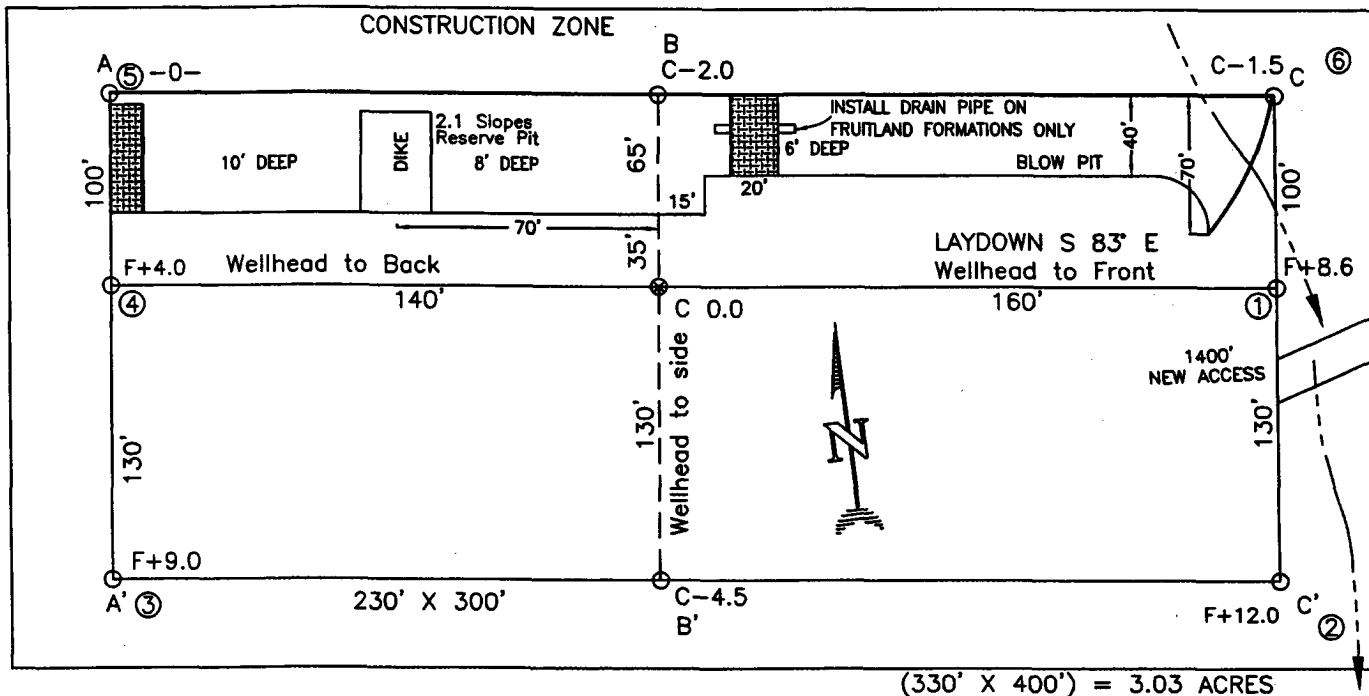 CONSTRUCTION ZONE
A ⑤ -0-
B
C-2.0
C-1.5 C ⑥
INSTALL DRAIN PIPE ON
FRUITLAND FORMATIONS ONLY
2.1 Slopes
Reserve Pit
10' DEEP
DIKE
8' DEEP
65'
6' DEEP
BLOW PIT
40'
70'
100'
100'
15'
20'
70'
35'
F+4.0
Wellhead to Back
LAYDOWN S 83° E
Wellhead to Front
F+8.6
④
140'
C 0.0
160'
①
1400'
NEW ACCESS
130'
130'
Wellhead to side
N
130'
F+9.0
A' ③
230' X 300'
C-4.5
B'
F+12.0
C' ②
(330' X 400') = 3.03 ACRES